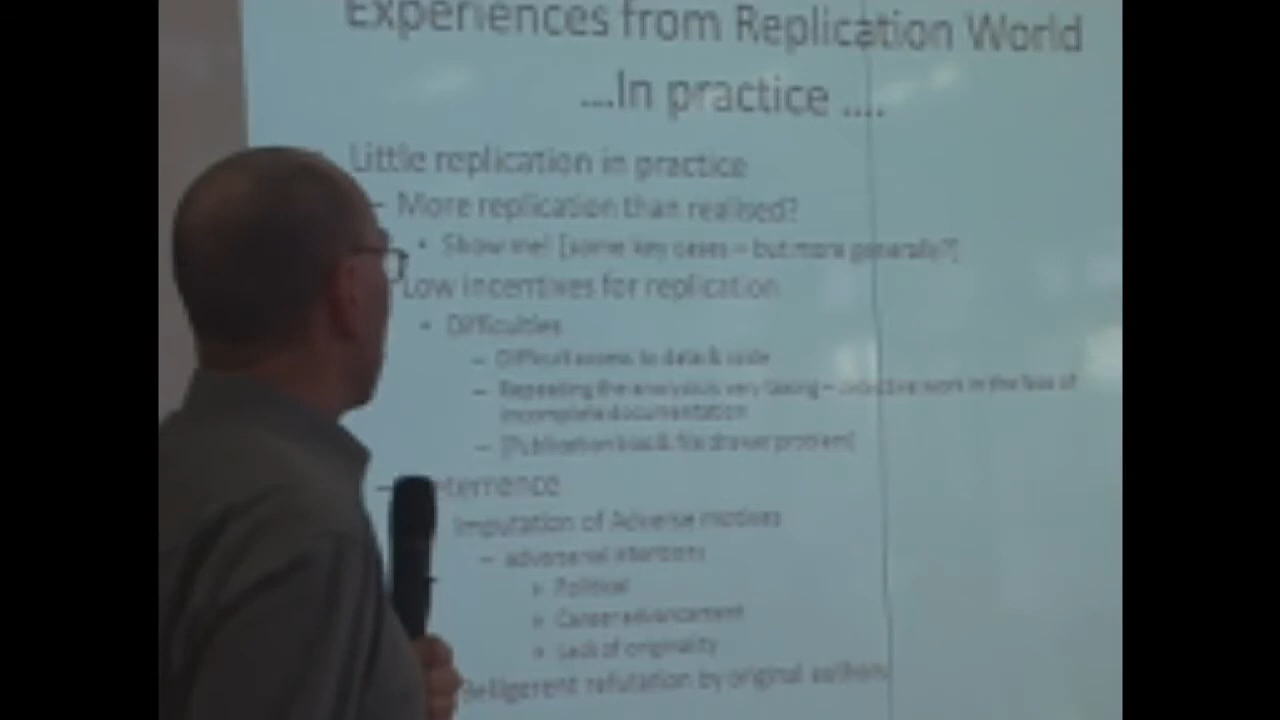 Experiences from Replication World
...In practice ....
Little replication in practice
– More replication than realised?
• Show me! [some key cases – but more generally?]
Low incentives for replication
• Difficulties
– Difficult access to data & code
– Repeating the analysis is very taxing – detective work in the face of
incomplete documentation
– [Publication bias & file drawer problem]
– eterrence
Imputation of Adverse motives
– adversarial intentions
» Political
» Career advancement
» Lack of originality
Belligerent refutation by original authors